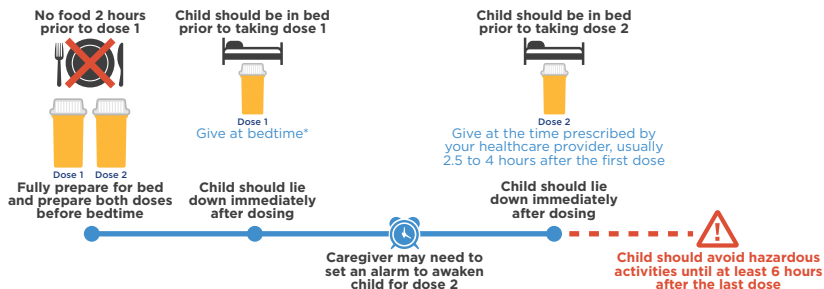 No food 2 hours
prior to dose 1
Dose 1
Dose 2
Fully prepare for bed
and prepare both doses
before bedtime
Child should be in bed
prior to taking dose 1
Dose 1
Give at bedtime*
Child should lie
down immediately
after dosing
Caregiver may need to
set an alarm to awaken
child for dose 2
Child should be in bed
prior to taking dose 2
Dose 2
Give at the time prescribed by
your healthcare provider, usually
2.5 to 4 hours after the first dose
Child should lie
down immediately
after dosing
!
Child should avoid hazardous
activities until at least 6 hours
after the last dose